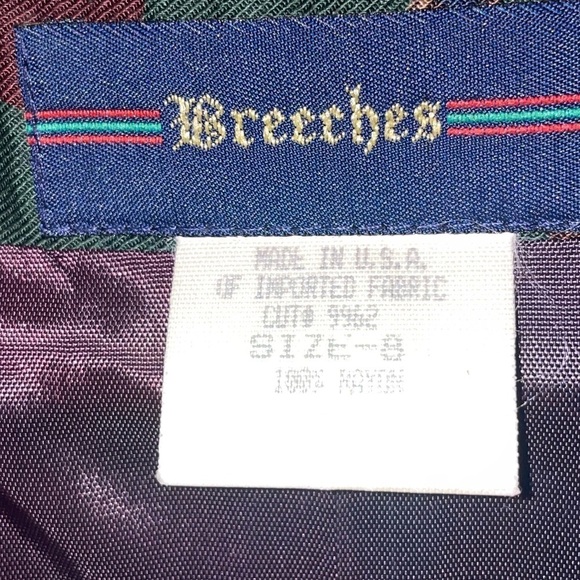 Breeches
MADE IN U.S.A.
OF IMPORTED FABRIC
CUT# 9962
SIZE-8
100% RAYON